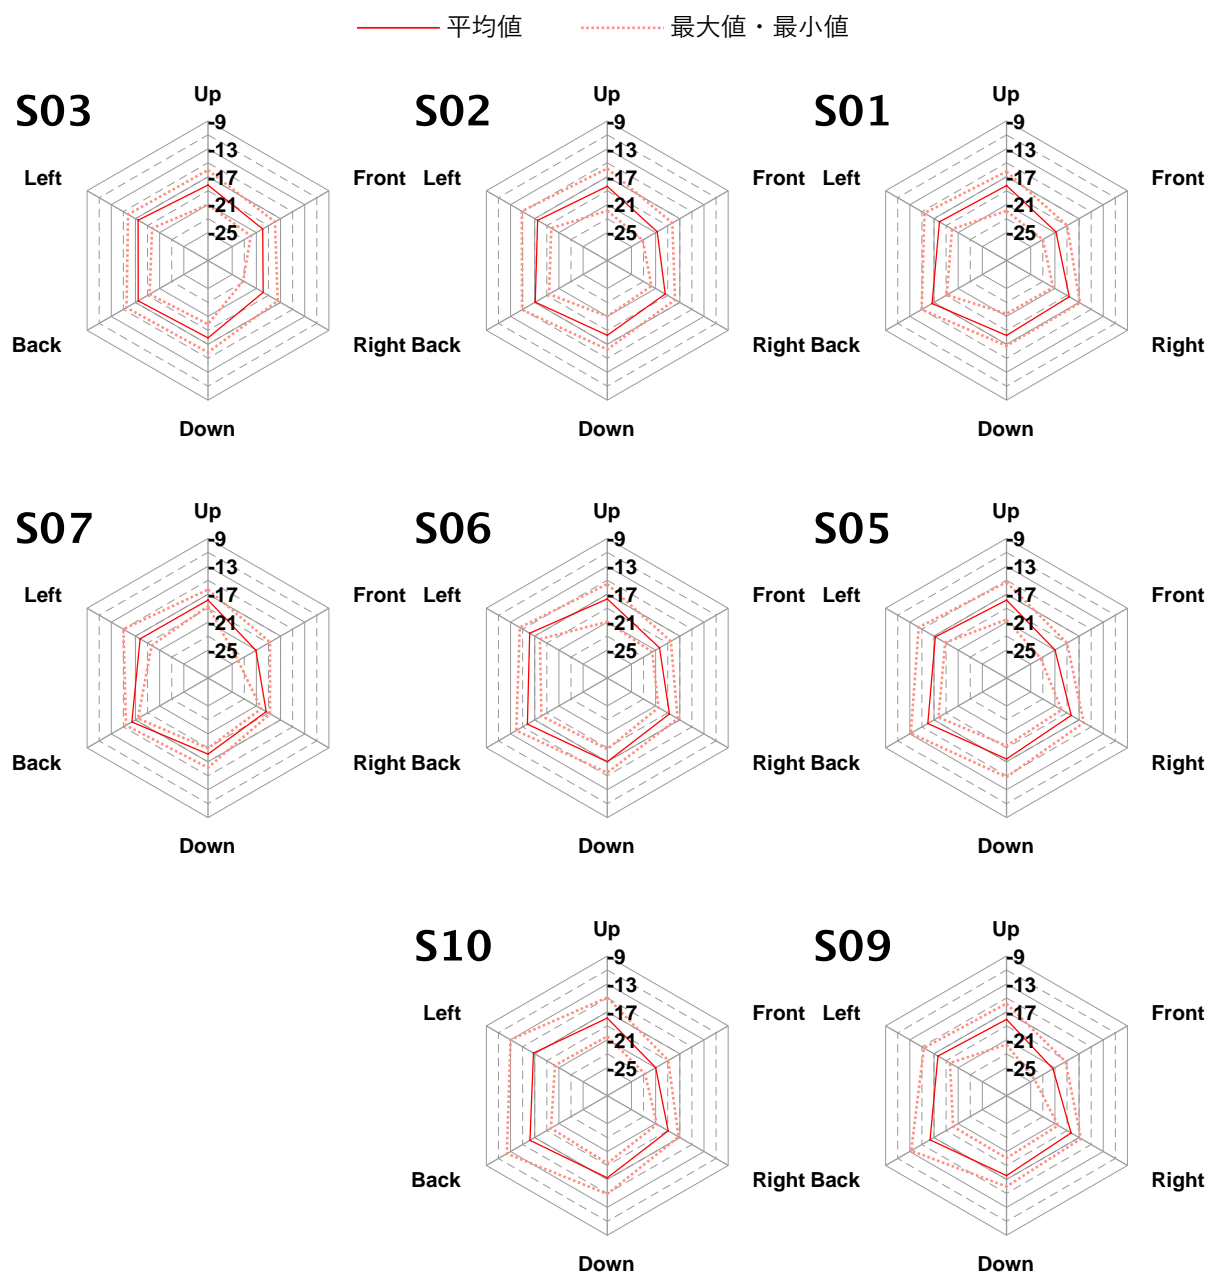 平均値 最大値・最小値
S03 Up S02 Up S01 Up
-9 -9 -9
-13 -13 -13
Left -17 Front Left -17 Front Left -17 Front
-21 -21 -21
-25 -25 -25
Back Right Back Right Back Right
Down Down Down
S07 Up S06 Up S05 Up
-9 -9 -9
-13 -13 -13
Left -17 Front Left -17 Front Left -17 Front
-21 -21 -21
-25 -25 -25
Back Right Back Right Back Right
Down Down Down
S10 Up S09 Up
-9 -9
-13 -13
Left -17 Front Left -17 Front
-21 -21
-25 -25
Back Right Back Right
Down Down